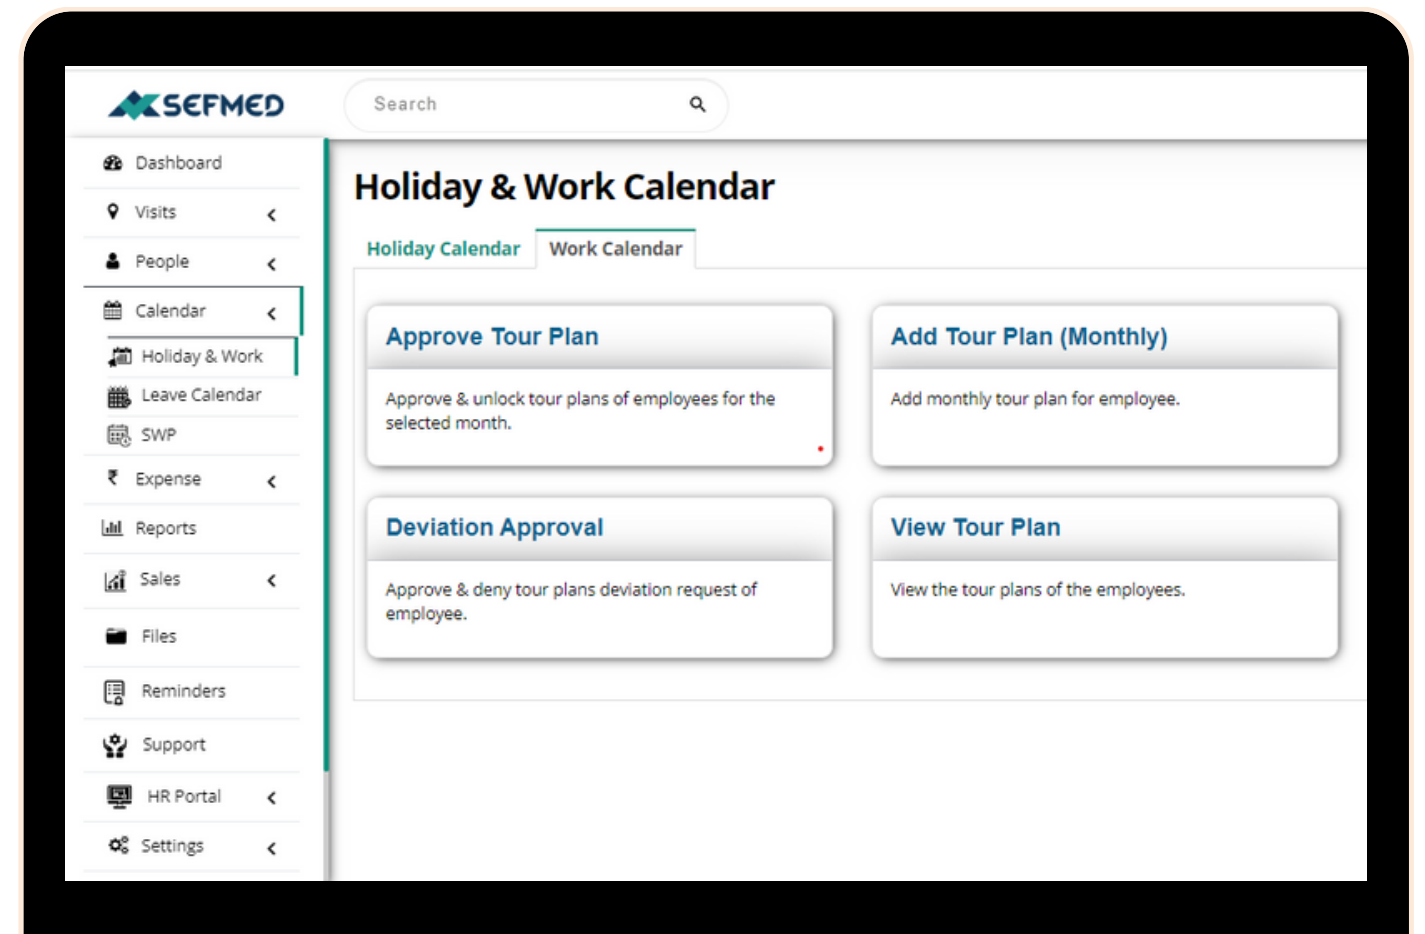 SEFMED
Search
Dashboard
Visits
People
Calendar
Holiday & Work
Leave Calendar
SWP
Expense
Reports
Sales
Files
Reminders
Support
HR Portal
Settings
Holiday & Work Calendar
Holiday Calendar
Work Calendar
Approve Tour Plan
Approve & unlock tour plans of employees for the
selected month.
Add Tour Plan (Monthly)
Add monthly tour plan for employee.
Deviation Approval
Approve & deny tour plans deviation request of
employee.
View Tour Plan
View the tour plans of the employees.